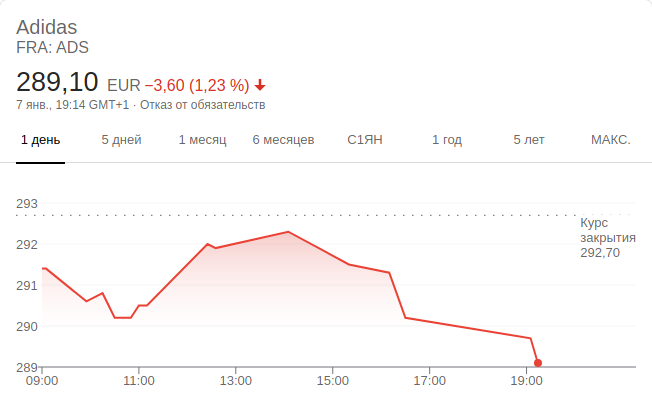 Adidas
FRA: ADS
289,10 EUR −3,60 (1,23 %)
7 янв., 19:14 GMT+1 · Отказ от обязательств
1 день 5 дней 1 месяц 6 месяцев С1ЯН 1 год 5 лет МАКС.
293
Курс
закрытия
292,70
292
291
290
289
09:00 11:00 13:00 15:00 17:00 19:00